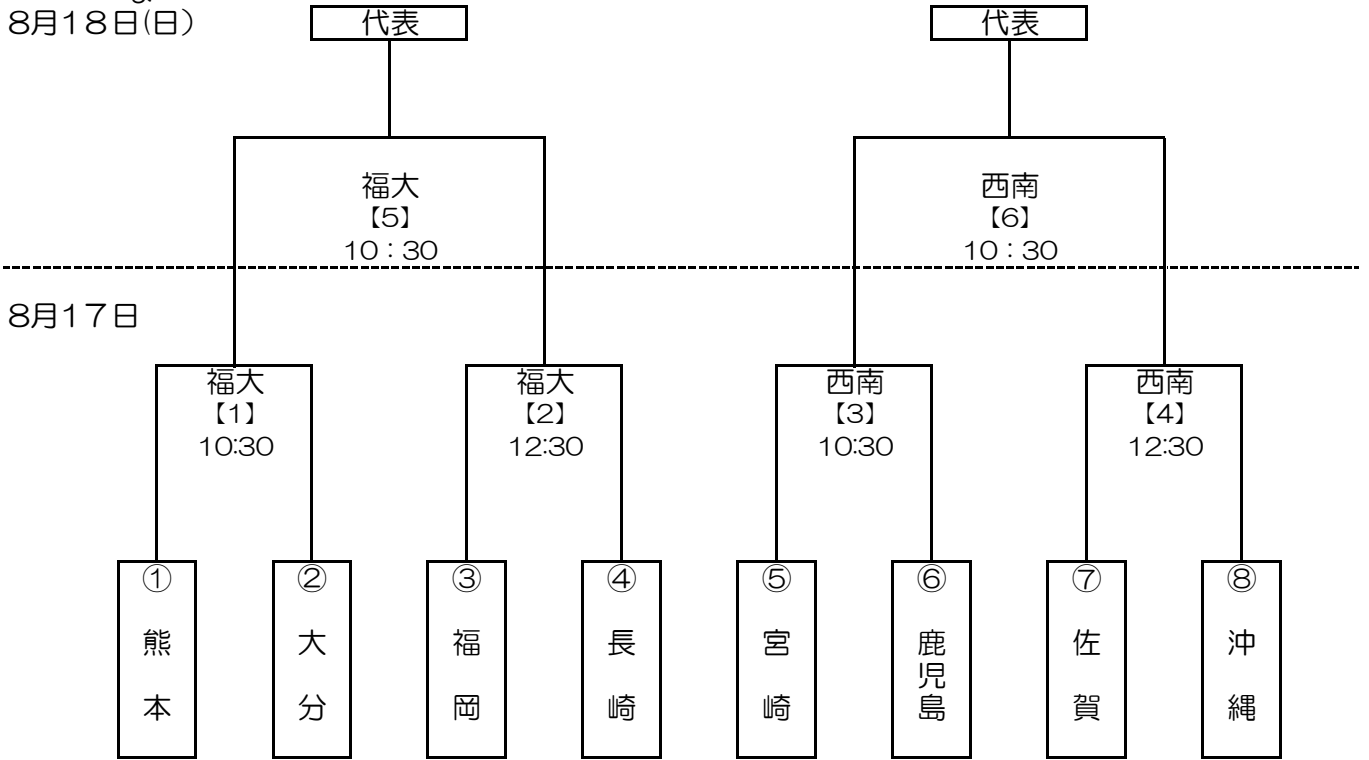 8月18日(日)
代表
代表
福大
【5】
10：30
西南
【6】
10：30
8月17日
福大
【1】
10:30
福大
【2】
12:30
西南
【3】
10:30
西南
【4】
12:30
①
熊本
②
大分
③
福岡
④
長崎
⑤
宮崎
⑥
鹿児島
⑦
佐賀
⑧
沖縄